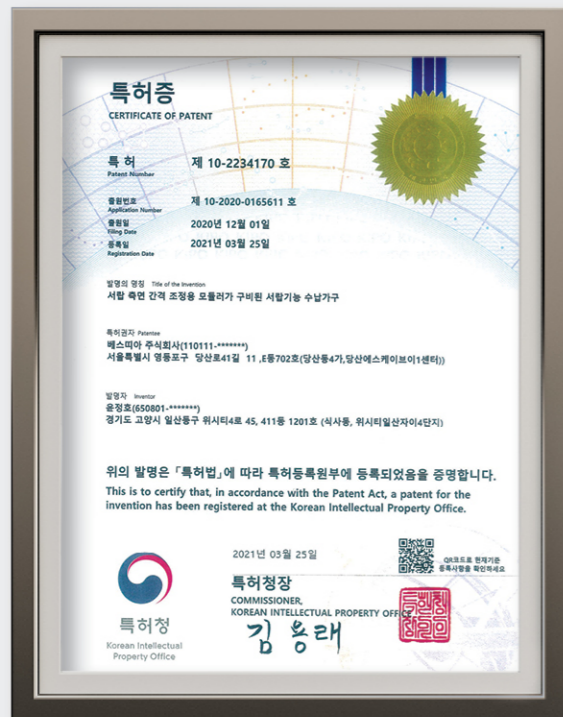 특허증
CERTIFICATE OF PATENT
특 허 제 10-2234170 호
Patent Number
출원번호 제 10-2020-0165611 호
Application Number
출원일 2020년 12월 01일
Filing Date
등록일 2021년 03월 25일
Registration Date
발명의 명칭 Title of the Invention
서랍 측면 간격 조정용 모듈러가 구비된 서랍기능 수납가구
특허권자 Patentee
베스띠아 주식회사(110111-*******)
서울특별시 영등포구 당산로41길 11 ,E동702호(당산동4가,당산에스케이브이1센터))
발명자 Inventor
윤정호(650801-*******)
경기도 고양시 일산동구 위시티4로 45, 411동 1201호 (식사동, 위시티일산자이4단지)
위의 발명은 「특허법」에 따라 특허등록원부에 등록되었음을 증명합니다.
This is to certify that, in accordance with the Patent Act, a patent for the
invention has been registered at the Korean Intellectual Property Office.
2021년 03월 25일
QR코드로 현재기준
등록사항을 확인하세요
특허청장
COMMISSIONER,
KOREAN INTELLECTUAL PROPERTY OFFICE
김용래
특허청
Korean Intellectual
Property Office